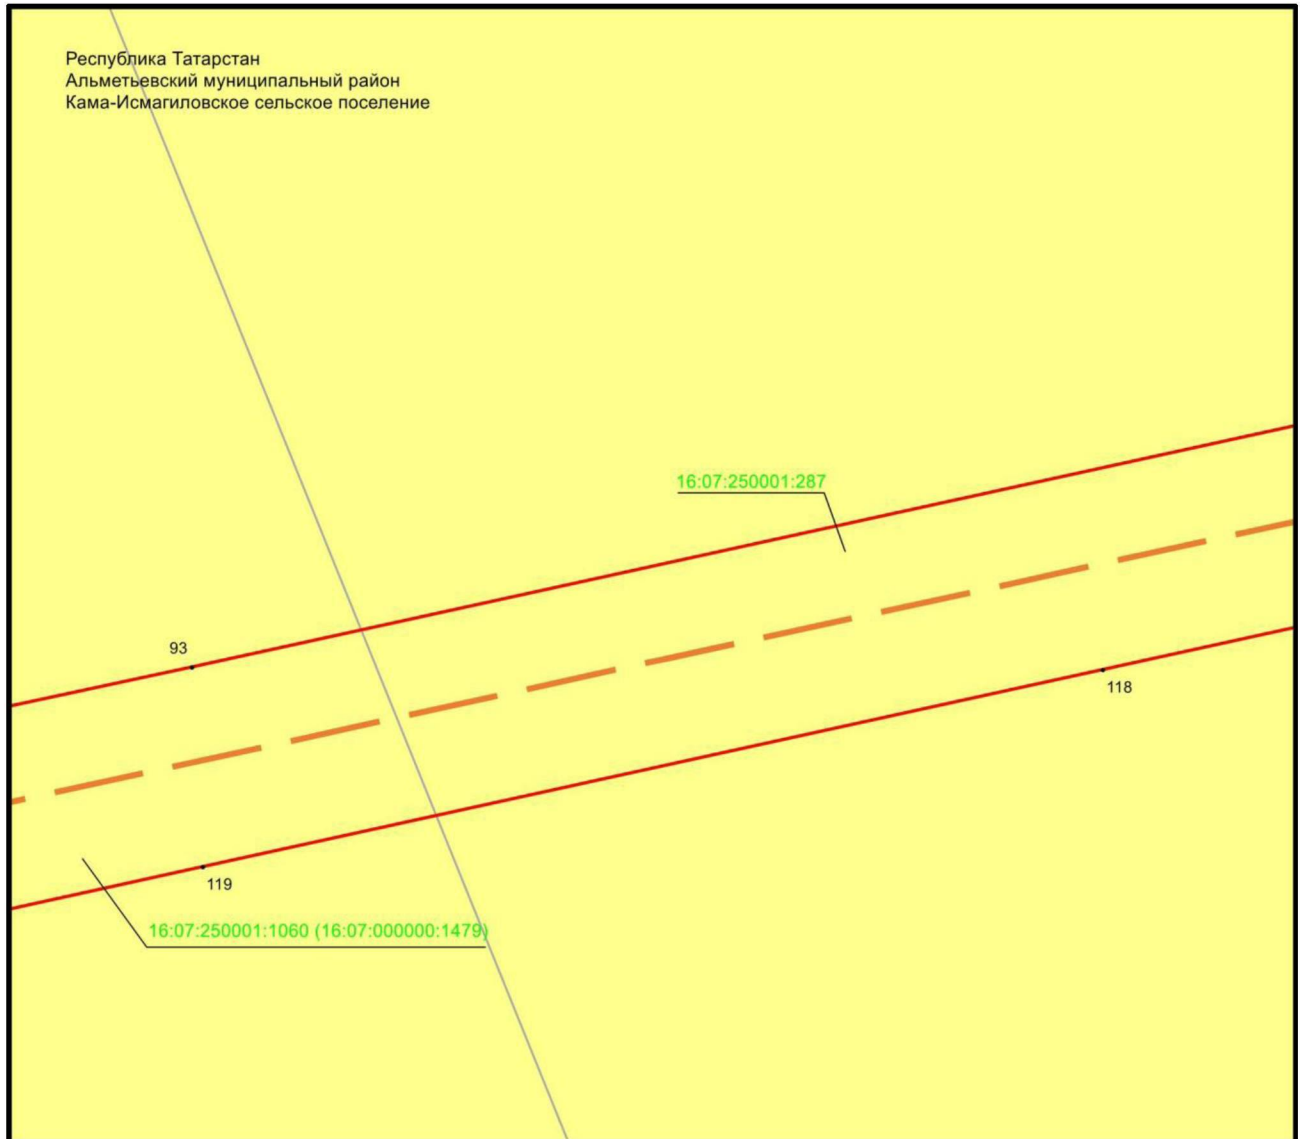 Республика Татарстан
Альметьевский муниципальный район
Кама-Исмагиловское сельское поселение
16:07:250001:287
93
118
119
16:07:250001:1060 (16:07:000000:1479)